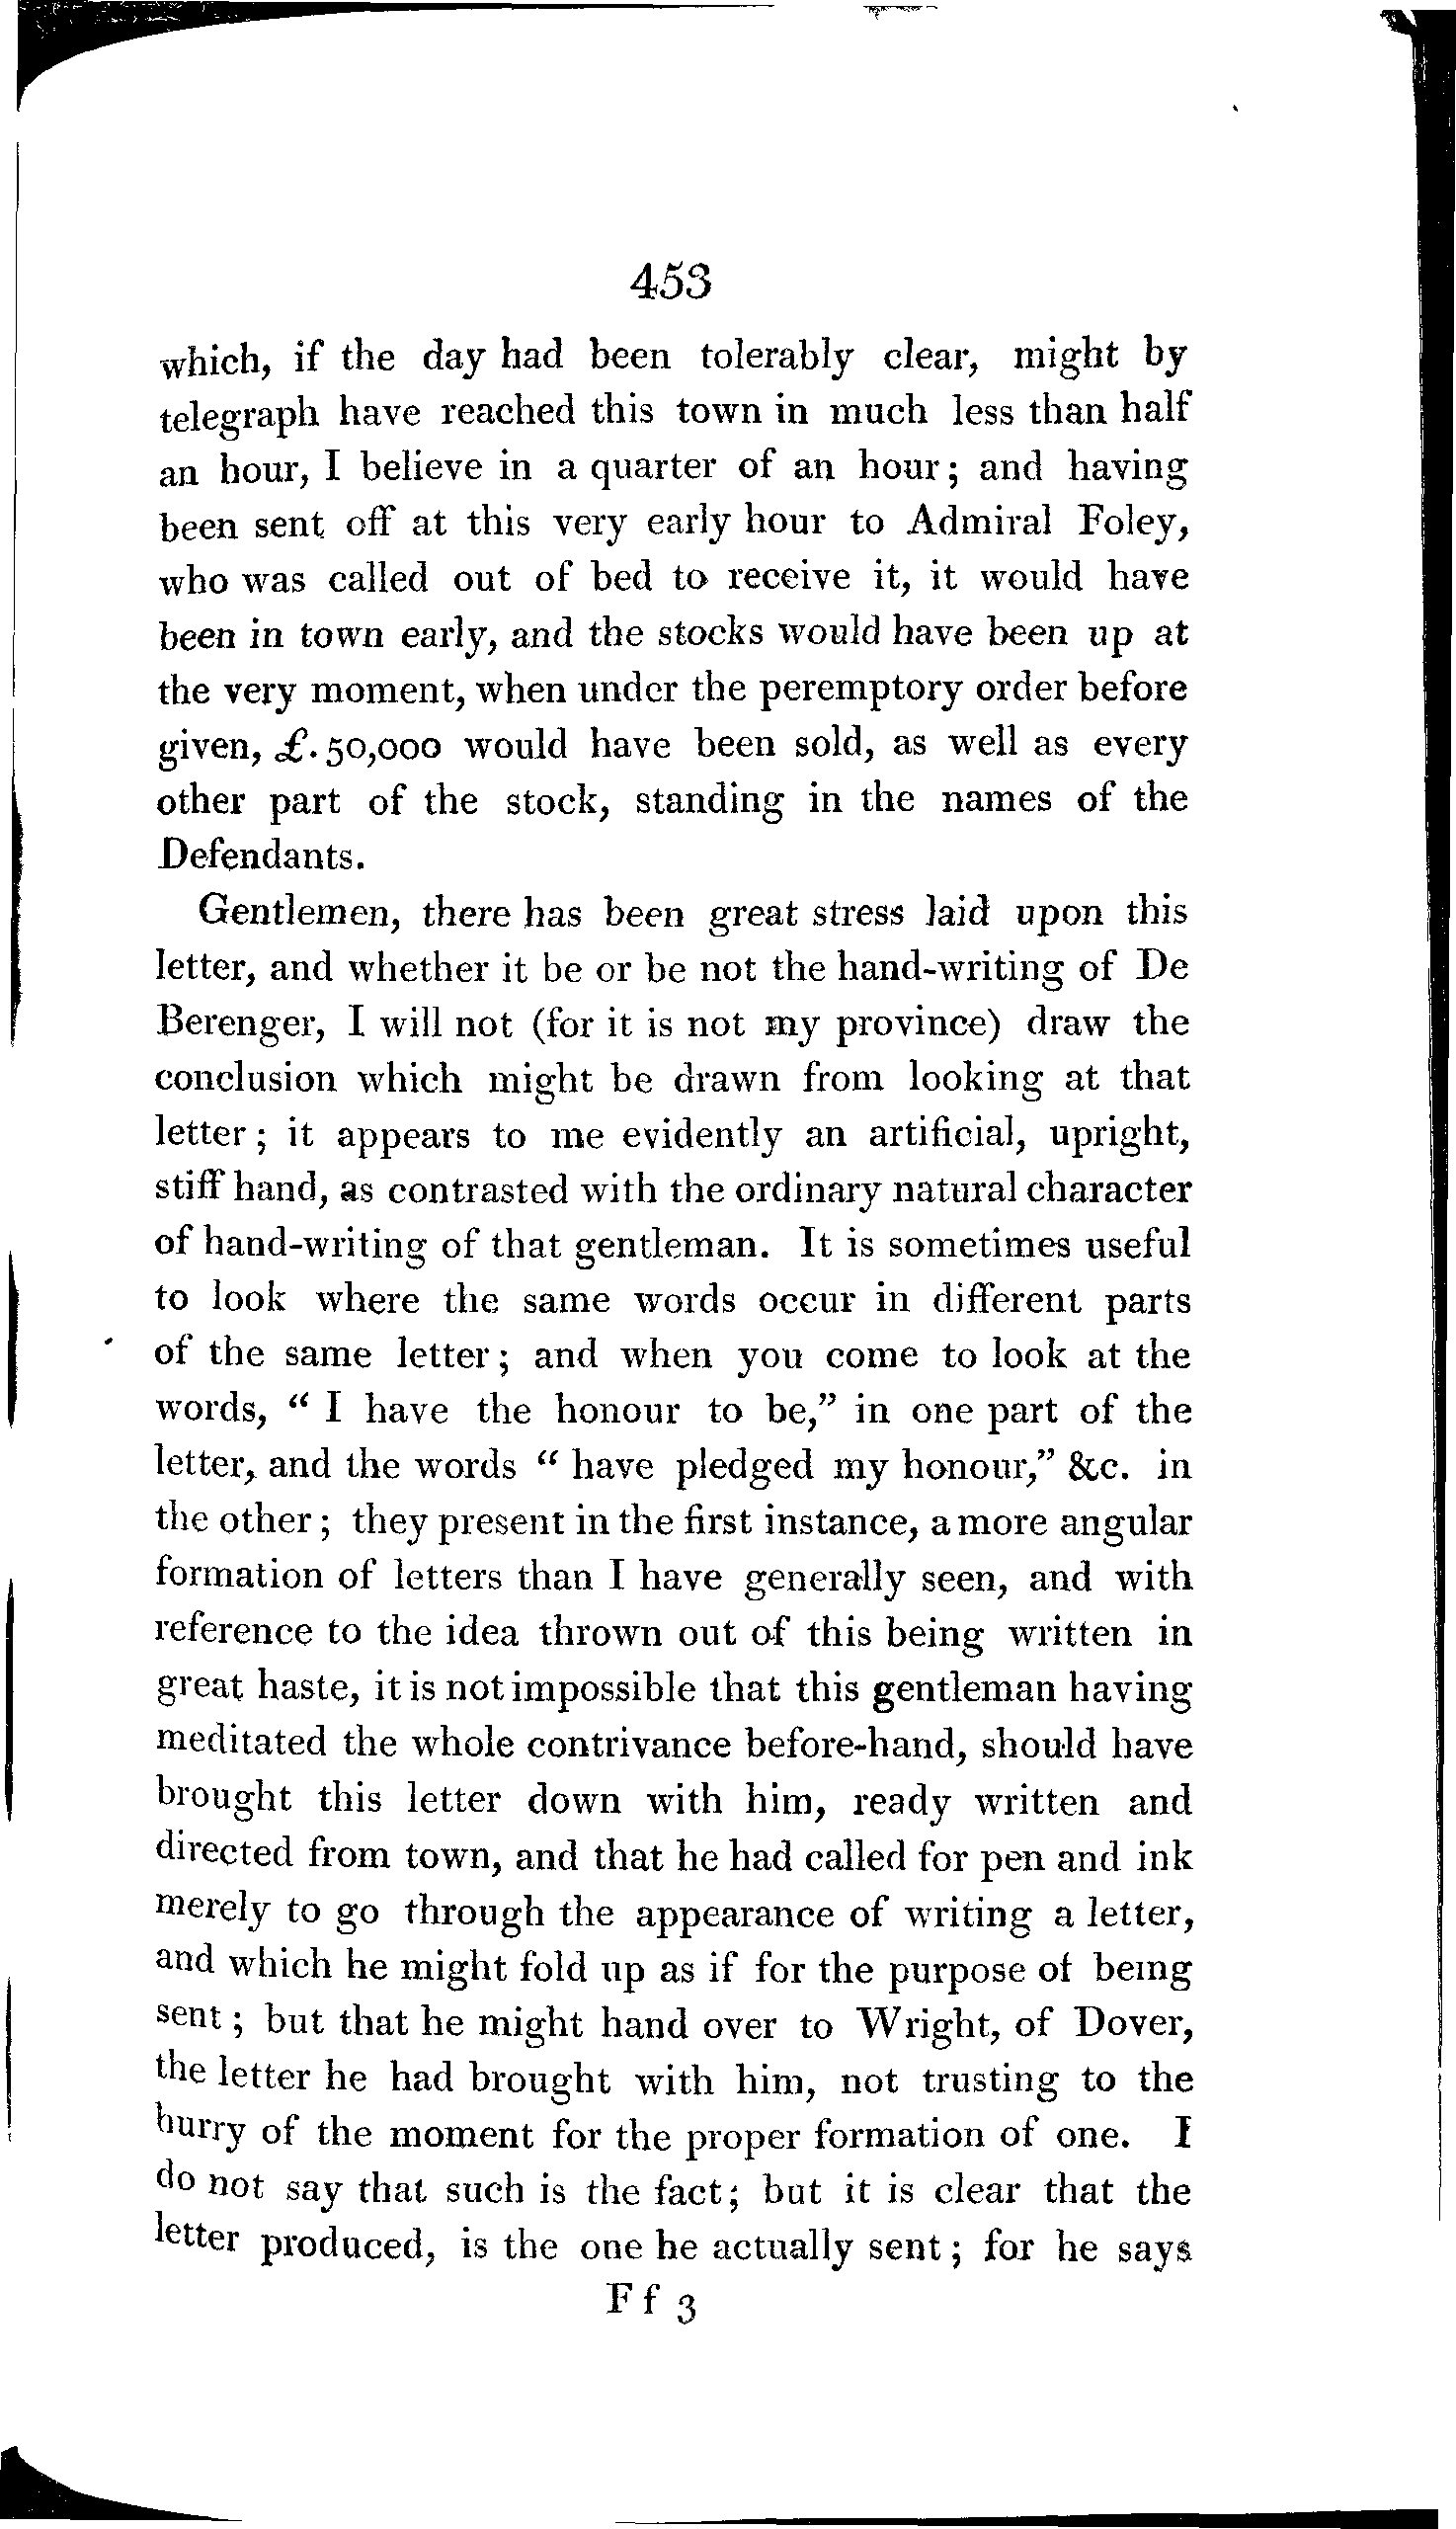 453
which, if the day had been tolerably clear, might by
telegraph have reached this town in much less than half
an hour, I believe in a quarter of an hour; and having
been sent off at this very early hour to Admiral Foley,
who was called out of bed to receive it, it would have
been in town early, and the stocks would have been up at
the very moment, when under the peremptory order before
given, £.50,000 would have been sold, as well as every
other part of the stock, standing in the names of the
Defendants.
Gentlemen, there has been great stress laid upon this
letter, and whether it be or be not the hand-writing of De
Berenger, I will not (for it is not my province) draw the
conclusion which might be drawn from looking at that
letter; it appears to me evidently an artificial, upright,
stiff hand, as contrasted with the ordinary natural character
of hand-writing of that gentleman. It is sometimes useful
to look where the same words occur in different parts
of the same letter; and when you come to look at the
words, “ I have the honour to be,” in one part of the
letter, and the words “ have pledged my honour,” &c. in
the other; they present in the first instance, a more angular
formation of letters than I have generally seen, and with
reference to the idea thrown out of this being written in
great haste, it is not impossible that this gentleman having
meditated the whole contrivance before-hand, should have
brought this letter down with him, ready written and
directed from town, and that he had called for pen and ink
merely to go through the appearance of writing a letter,
and which he might fold up as if for the purpose of being
sent; but that he might hand over to Wright, of Dover,
the letter he had brought with him, not trusting to the
hurry of the moment for the proper formation of one. I
do not say that such is the fact; but it is clear that the
letter produced, is the one he actually sent; for he says
F f 3